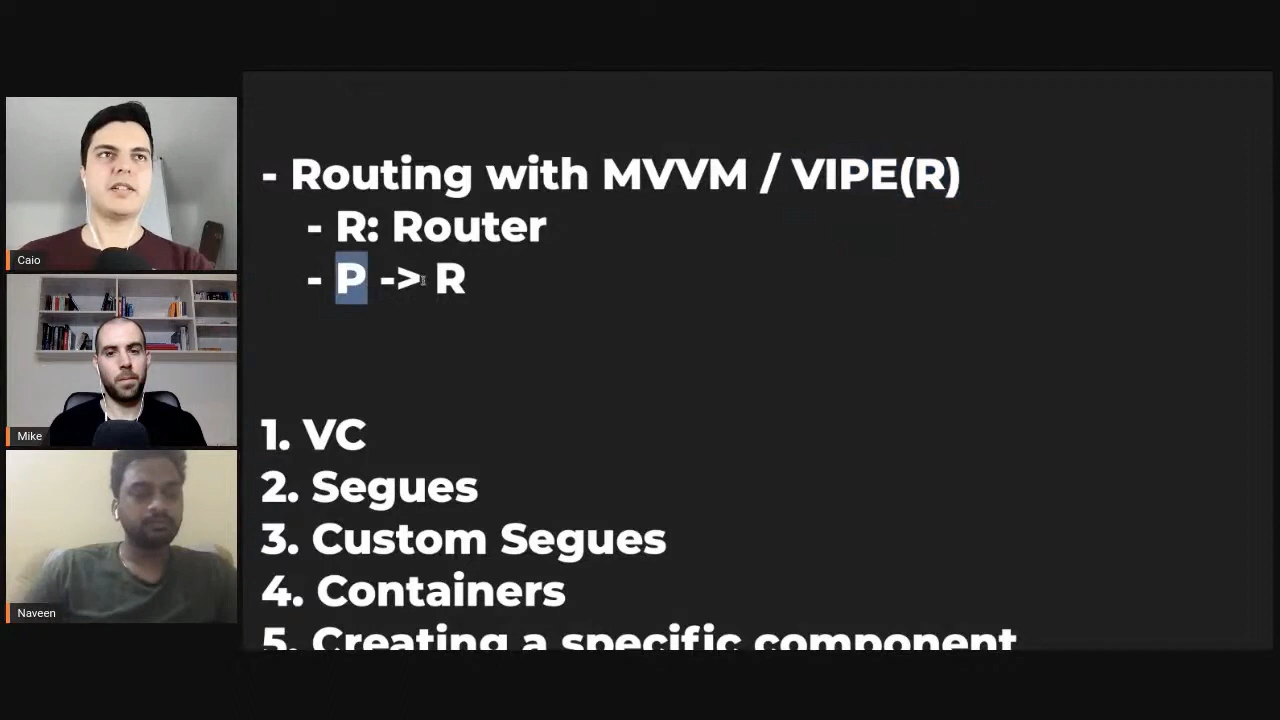 Caio
Mike
Naveen
- Routing with MVVM / VIPE(R)
- R: Router
- P -> R
1. VC
2. Segues
3. Custom Segues
4. Containers
5. Creating a specific component